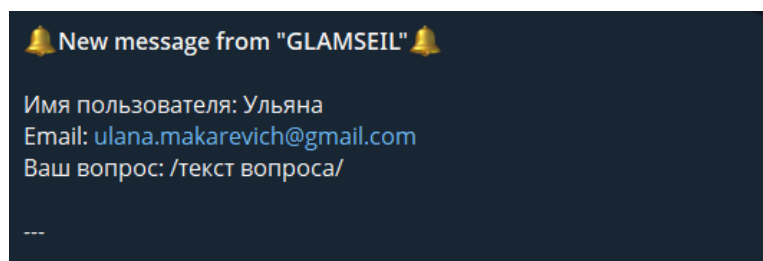 🔔New message from "GLAMSEIL"🔔
Имя пользователя: Ульяна
Email: ulana.makarevich@gmail.com
Ваш вопрос: /текст вопроса/
---